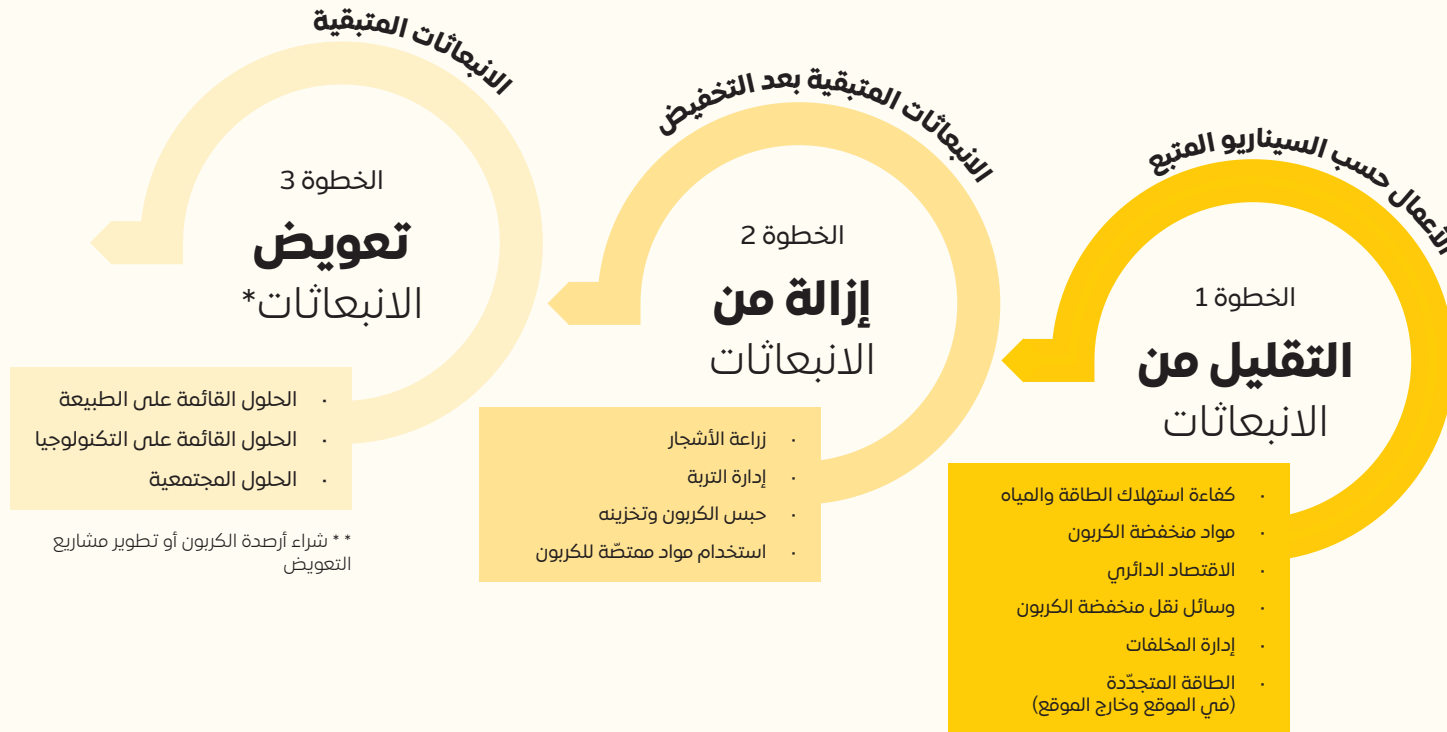 الأعمال حسب السيناريو المتبع
الخطوة 1
التقليل من
الانبعاثات
· كفاءة استهلاك الطاقة والمياه
· مواد منخفضة الكربون
· الاقتصاد الدائري
· وسائل نقل منخفضة الكربون
· إدارة المخلفات
· الطاقة المتجدّدة
(في الموقع وخارج الموقع)
الانبعاثات المتبقية بعد التخفيض
الخطوة 2
إزالة من
الانبعاثات
· زراعة الأشجار
· إدارة التربة
· حبس الكربون وتخزينه
· استخدام مواد ممتصّة للكربون
الانبعاثات المتبقية
الخطوة 3
تعويض
الانبعاثات*
· الحلول القائمة على الطبيعة
· الحلول القائمة على التكنولوجيا
· الحلول المجتمعية
** شراء أرصدة الكربون أو تطوير مشاريع
التعويض